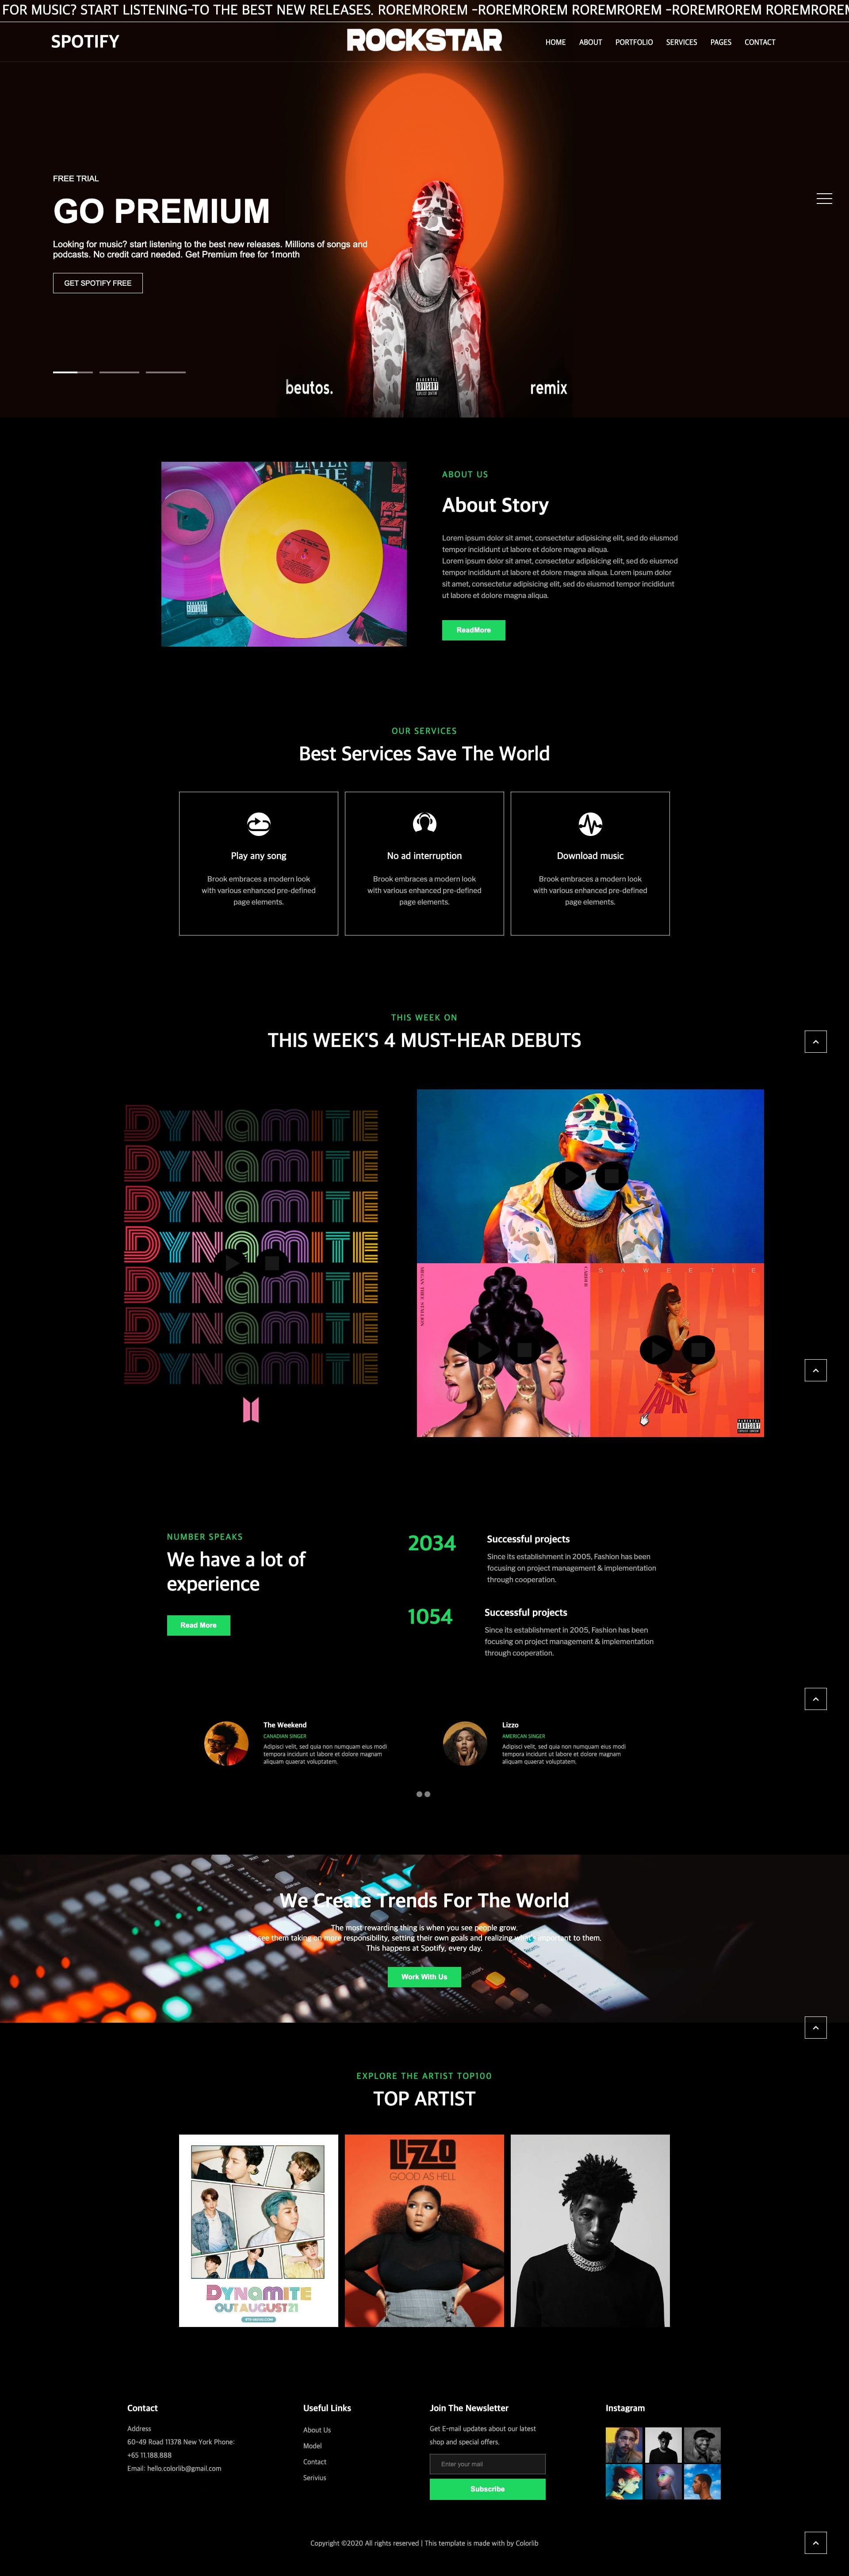 FOR MUSIC? START LISTENING-TO THE BEST NEW RELEASES. ROREMROREM -ROREMROREM ROREMROREM -ROREMROREM ROREMROREM
SPOTIFY
ROCKSTAR
HOME ABOUT PORTFOLIO SERVICES PAGES CONTACT
FREE TRIAL
GO PREMIUM
Looking for music? start listening to the best new releases. Millions of songs and
podcasts. No credit card needed. Get Premium free for 1month
GET SPOTIFY FREE
beutos.
PARENTAL
ADVISORY
EXPLICIT CONTENT
remix
ENTER
THE
ABOUT US
About Story
Lorem ipsum dolor sit amet, consectetur adipisicing elit, sed do eiusmod
tempor incididunt ut labore et dolore magna aliqua.
Lorem ipsum dolor sit amet, consectetur adipisicing elit, sed do eiusmod
tempor incididunt ut labore et dolore magna aliqua. Lorem ipsum dolor
sit amet, consectetur adipisicing elit, sed do eiusmod tempor incididunt
ut labore et dolore magna aliqua.
ReadMore
OUR SERVICES
Best Services Save The World
Play any song
Brook embraces a modern look
with various enhanced pre-defined
page elements.
No ad interruption
Brook embraces a modern look
with various enhanced pre-defined
page elements.
Download music
Brook embraces a modern look
with various enhanced pre-defined
page elements.
THIS WEEK ON
THIS WEEK'S 4 MUST-HEAR DEBUTS
DYNAMITE
DYNAMITE
DYNAMITE
DYNAMITE
DYNAMITE
DYNAMITE
DYNAMITE
MEGAN THEE STALLION
CARDI B
SAWEETIE
TAPIN
PARENTAL
ADVISORY
EXPLICIT CONTENT
NUMBER SPEAKS
We have a lot of
experience
Read More
2034
Successful projects
Since its establishment in 2005, Fashion has been
focusing on project management & implementation
through cooperation.
1054
Successful projects
Since its establishment in 2005, Fashion has been
focusing on project management & implementation
through cooperation.
The Weekend
CANADIAN SINGER
Adipisci velit, sed quia non numquam eius modi
tempora incidunt ut labore et dolore magnam
aliquam quaerat voluptatem.
Lizzo
AMERICAN SINGER
Adipisci velit, sed quia non numquam eius modi
tempora incidunt ut labore et dolore magnam
aliquam quaerat voluptatem.
We Create Trends For The World
The most rewarding thing is when you see people grow.
see them taking on more responsibility, setting their own goals and realizing what's important to them.
This happens at Spotify, every day.
Work With Us
EXPLORE THE ARTIST TOP100
TOP ARTIST
DYNAMITE
OUT AUGUST 21
LIZZO
GOOD AS HELL
Contact
Address
60-49 Road 11378 New York Phone:
+65 11.188.888
Email: hello.colorlib@gmail.com
Useful Links
About Us
Model
Contact
Serivius
Join The Newsletter
Get E-mail updates about our latest
shop and special offers.
Enter your mail
Subscribe
Instagram
Copyright ©2020 All rights reserved | This template is made with by Colorlib